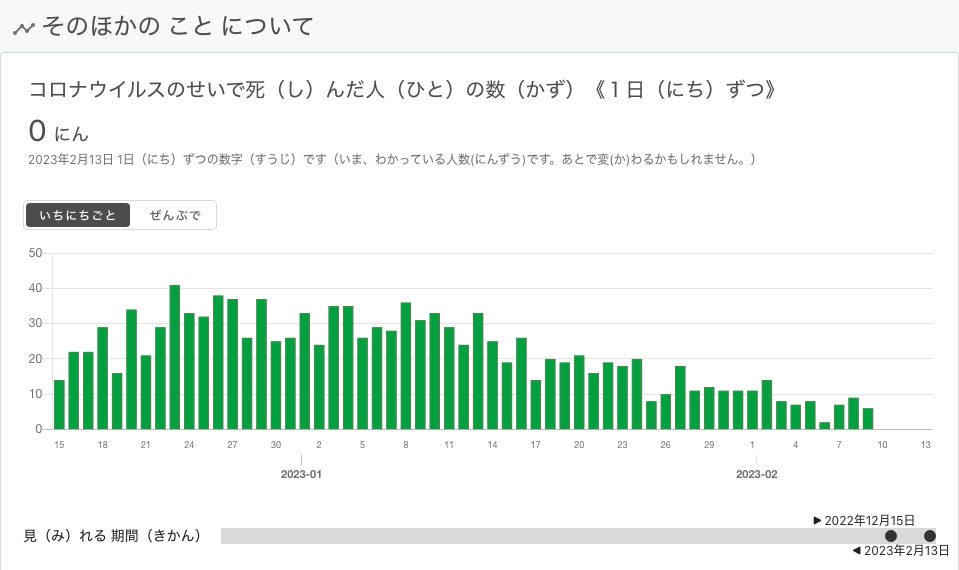 そのほかの こと について
コロナウイルスのせいで死（し）んだ人（ひと）の数（かず）《１日（にち）ずつ》
0 にん
2023年2月13日 1日（にち）ずつの数字（すうじ）です（いま、わかっている人数(にんずう)です。あとで変(か)わるかもしれません。）
いちにちごと ぜんぶで
50
40
30
20
10
0
15 18 21 24 27 30 2 5 8 11 14 17 20 23 26 29 1 4 7 10 13
2023-01 2023-02
▶ 2022年12月15日
見（み）れる 期間（きかん）
◀ 2023年2月13日